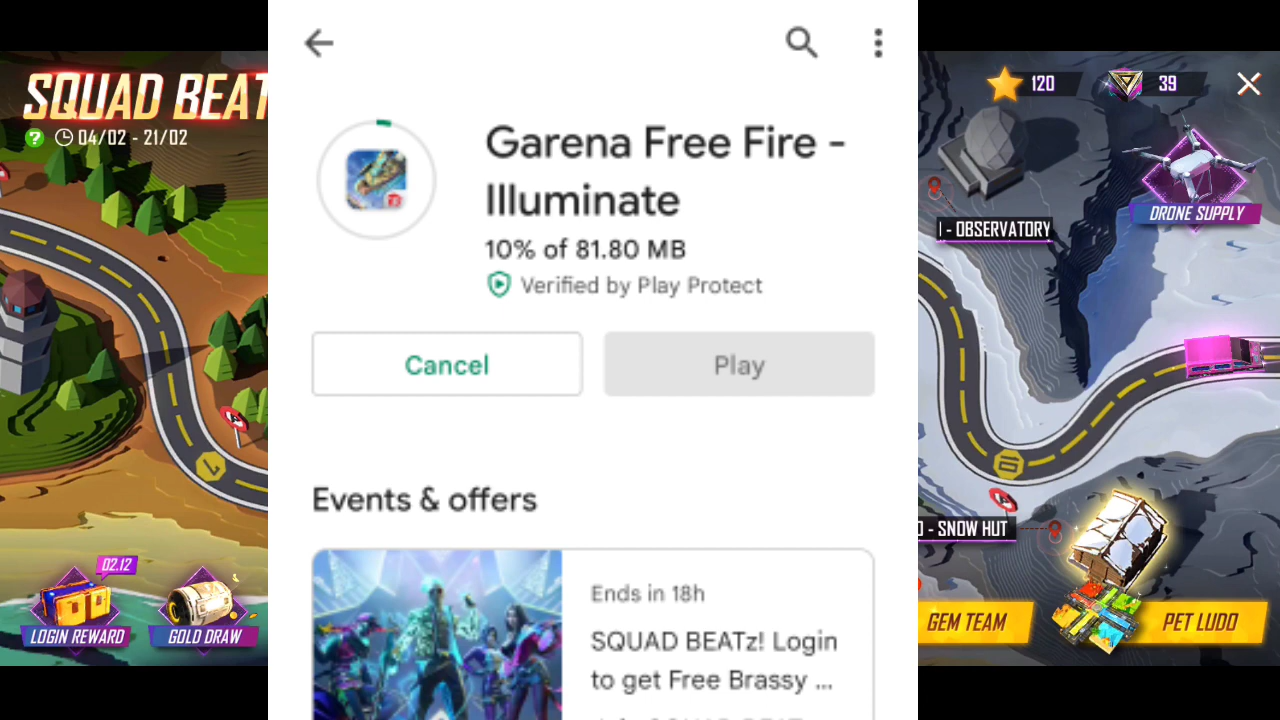 SQUAD BEAT
? 04/02 - 21/02
02.12
LOGIN REWARD
GOLD DRAW
Garena Free Fire -
Illuminate
10% of 81.80 MB
Verified by Play Protect
Cancel
Play
Events & offers
Ends in 18h
SQUAD BEATz! Login
to get Free Brassy ...
120
39
DRONE SUPPLY
- OBSERVATORY
10
- SNOW HUT
GEM TEAM
PET LUDO